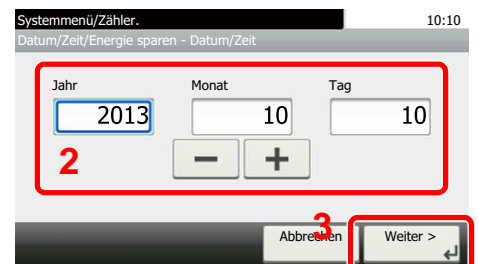 Systemmenü/Zähler. 10:10
Datum/Zeit/Energie sparen - Datum/Zeit
Jahr Monat Tag
2013 10 10
2 − +
3
Abbrechen Weiter >